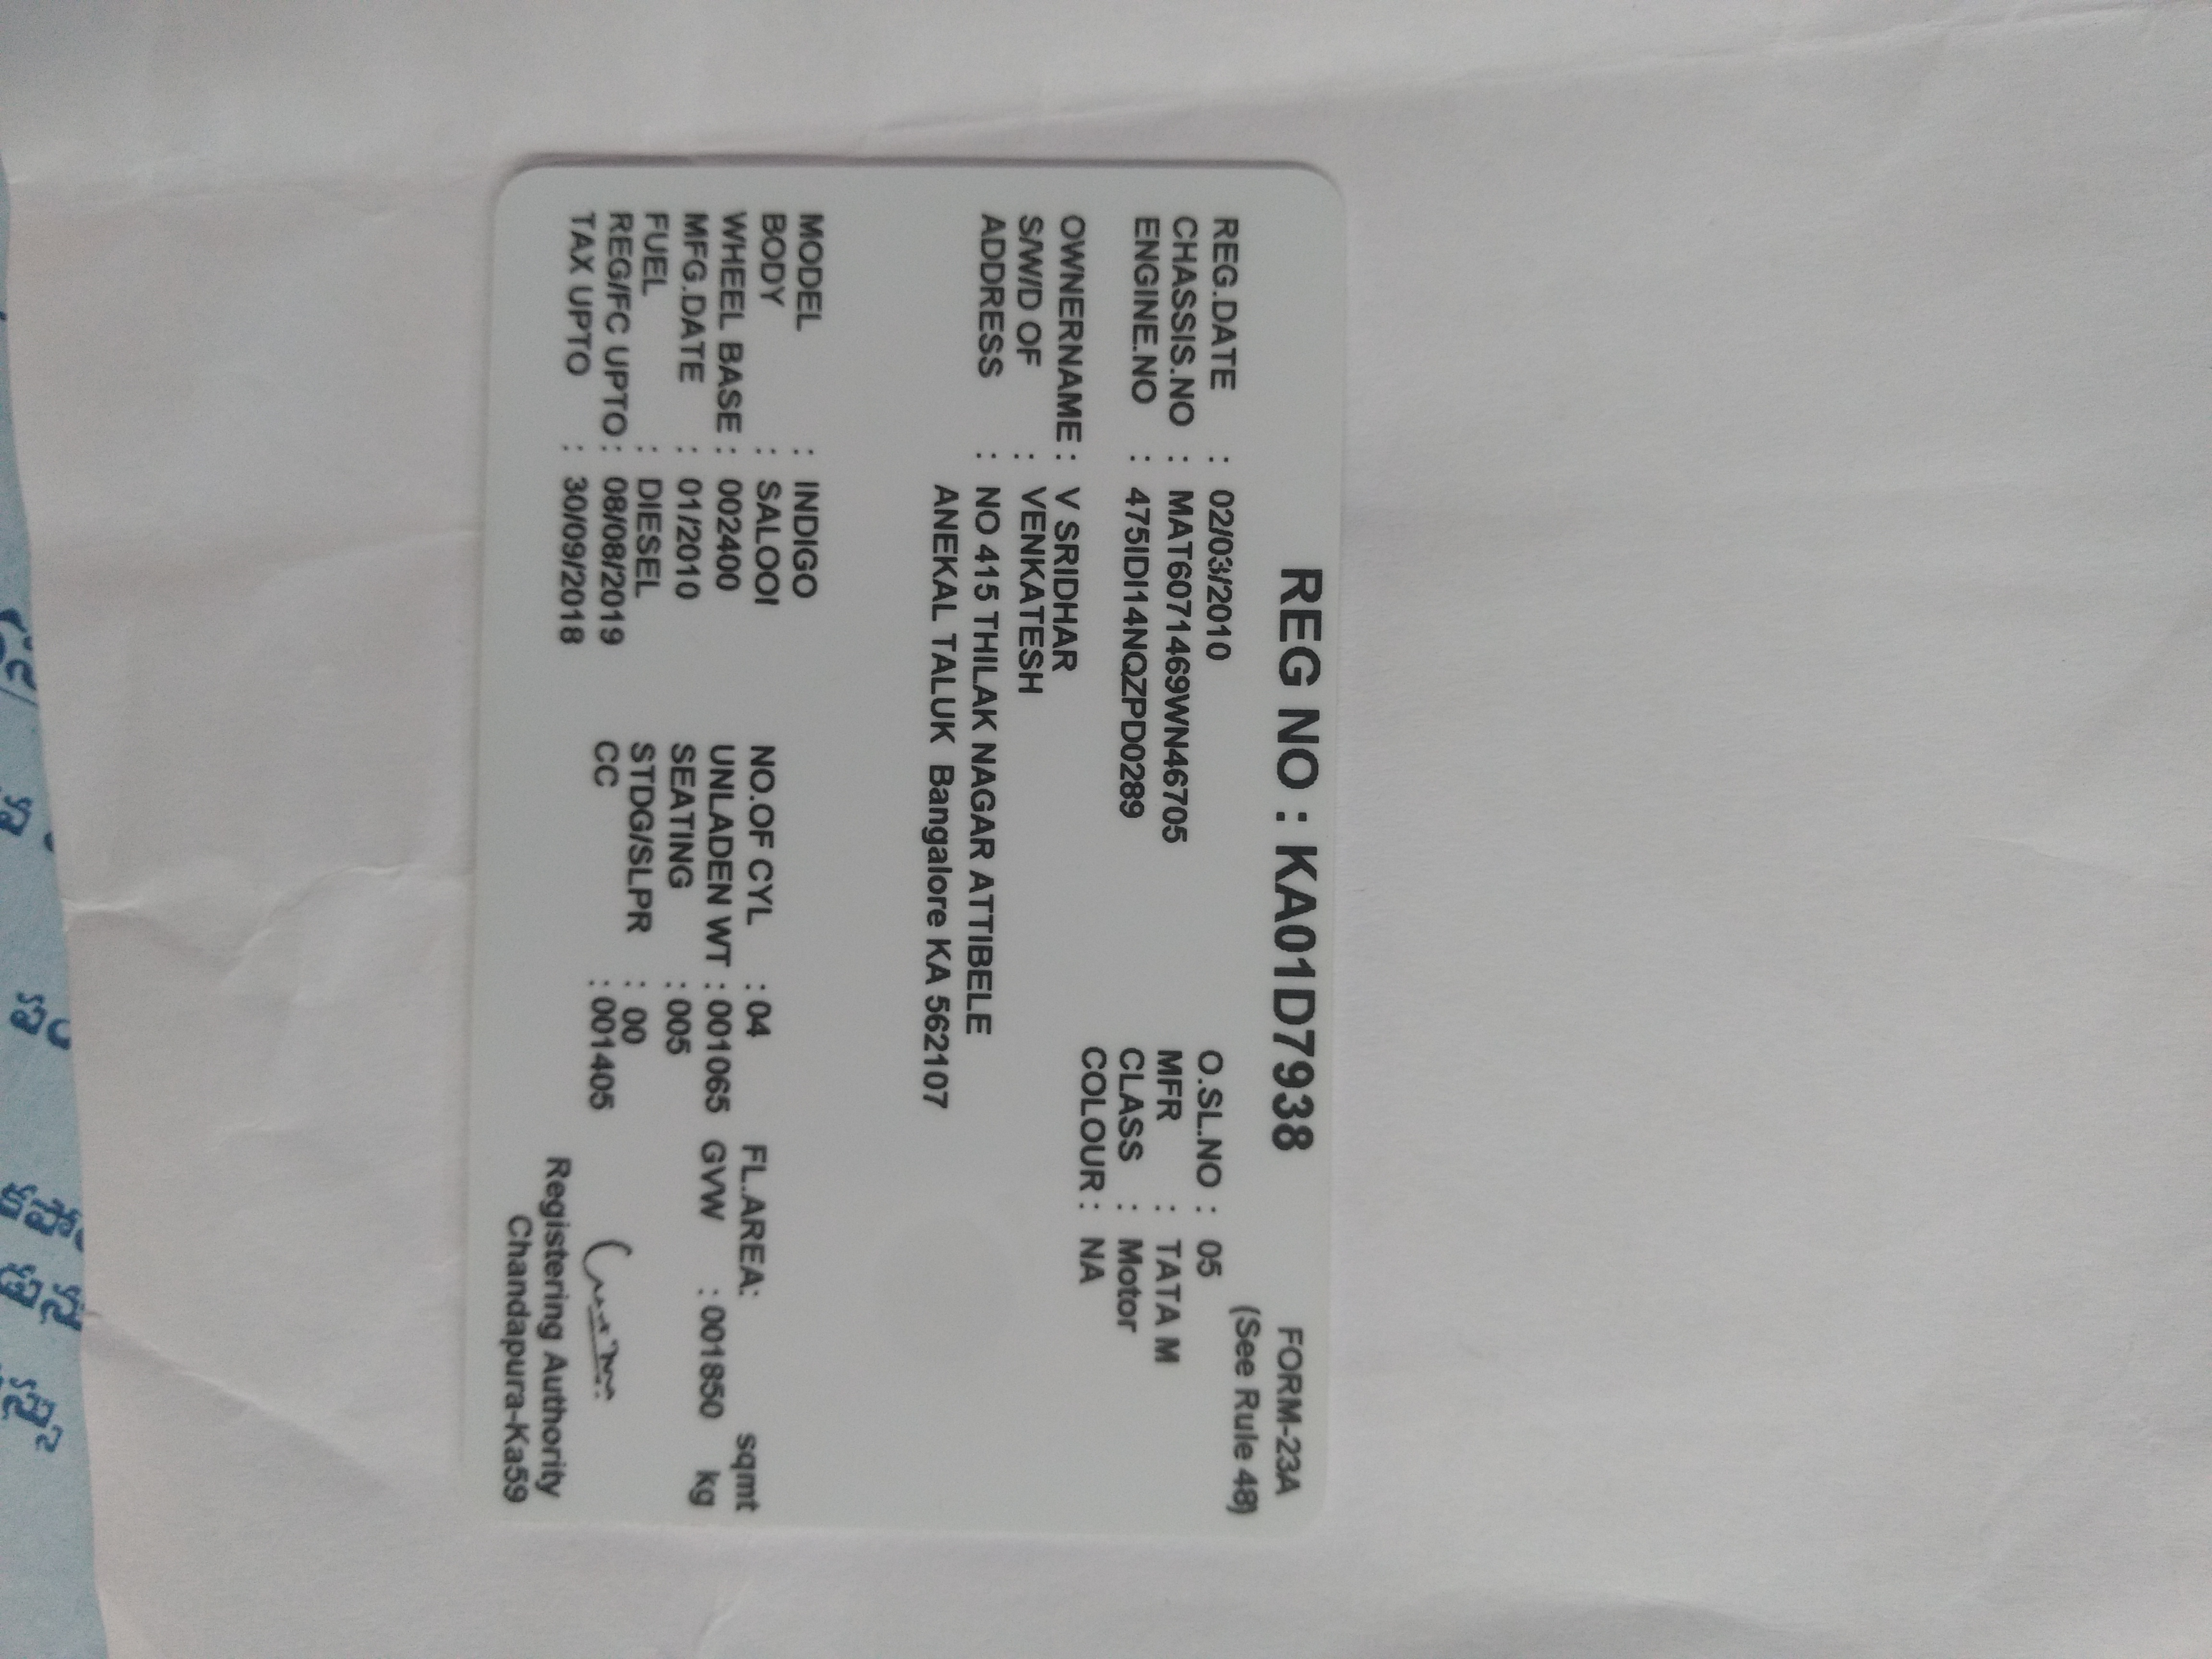 FORM-23A
REG NO : KA01D7938 (See Rule 48)
REG.DATE : 02/03/2010 O.SL.NO : 05
CHASSIS.NO : MAT6071469WN46705 MFR : TATA M
ENGINE.NO : 475IDI14NQZPD0289 CLASS : Motor
COLOUR : NA
OWNERNAME : V SRIDHAR
S/W/D OF : VENKATESH
ADDRESS : NO 415 THILAK NAGAR ATTIBELE
ANEKAL TALUK Bangalore KA 562107
MODEL : INDIGO
BODY : SALOOI NO.OF CYL : 04 FL.AREA: sqmt
WHEEL BASE : 002400 UNLADEN WT : 001065 GVW : 001850 kg
MFG.DATE : 01/2010 SEATING : 005
FUEL : DIESEL STDG/SLPR : 00
REG/FC UPTO : 08/08/2019 CC : 001405
TAX UPTO : 30/09/2018
Registering Authority
Chandapura-Ka59